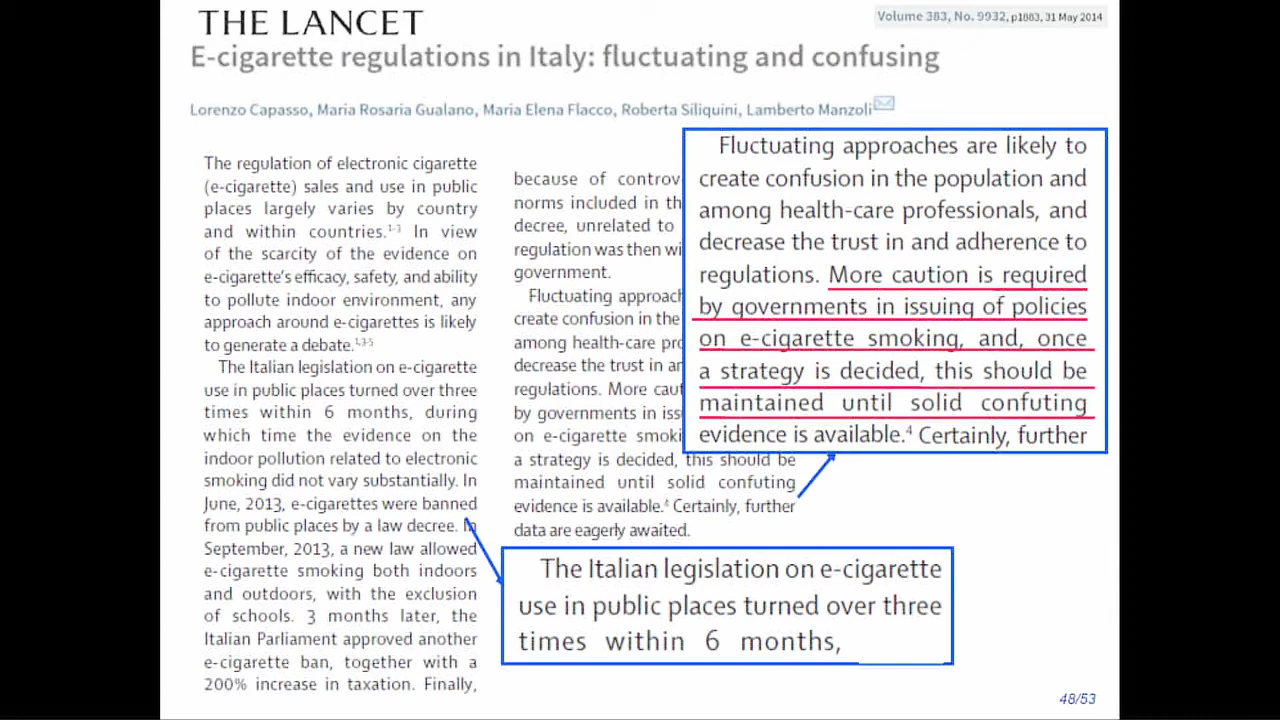 THE LANCET
Volume 383, No. 9932, p1883, 31 May 2014
E-cigarette regulations in Italy: fluctuating and confusing
Lorenzo Capasso, Maria Rosaria Gualano, Maria Elena Flacco, Roberta Siliquini, Lamberto Manzoli
The regulation of electronic cigarette
(e-cigarette) sales and use in public
places largely varies by country
and within countries.1-3 In view
of the scarcity of the evidence on
e-cigarette's efficacy, safety, and ability
to pollute indoor environment, any
approach around e-cigarettes is likely
to generate a debate.1,3-5
The Italian legislation on e-cigarette
use in public places turned over three
times within 6 months, during
which time the evidence on the
indoor pollution related to electronic
smoking did not vary substantially. In
June, 2013, e-cigarettes were banned
from public places by a law decree. In
September, 2013, a new law allowed
e-cigarette smoking both indoors
and outdoors, with the exclusion
of schools. 3 months later, the
Italian Parliament approved another
e-cigarette ban, together with a
200% increase in taxation. Finally,
because of controv
norms included in th
decree, unrelated to
regulation was then wi
government.
Fluctuating approach
create confusion in the
among health-care pro
decrease the trust in an
regulations. More caut
by governments in iss
on e-cigarette smoki
a strategy is decided, this should be
maintained until solid confuting
evidence is available.4 Certainly, further
data are eagerly awaited.
Fluctuating approaches are likely to
create confusion in the population and
among health-care professionals, and
decrease the trust in and adherence to
regulations. More caution is required
by governments in issuing of policies
on e-cigarette smoking, and, once
a strategy is decided, this should be
maintained until solid confuting
evidence is available.4 Certainly, further
The Italian legislation on e-cigarette
use in public places turned over three
times within 6 months,
48/53